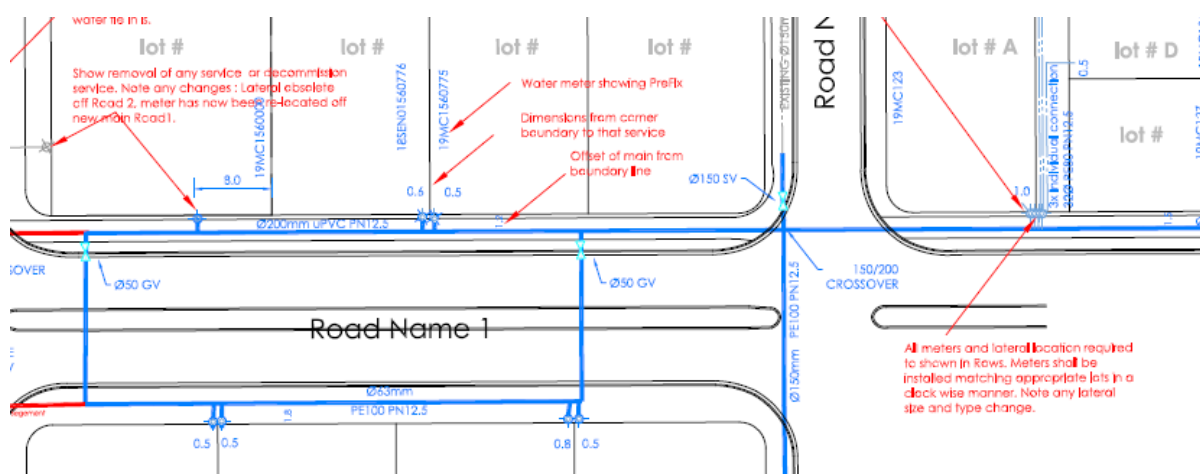 water tie in is.
lot #
lot #
lot #
lot #
lot # A
lot # D
lot #
Show removal of any service or decommission
service. Note any changes : Lateral obsolete
off Road 2, meter has now been re-located off
new main Road1.
19MC1560000
18SEN01560776
19MC1560775
Water meter showing PreFix
Dimensions from corner
boundary to that service
Offset of main from
boundary line
EXISTING Ø150m
Road N
19MC123
3x Individual connection
0.5
8.0
0.6
0.5
1.0
Ø150 SV
Ø200mm uPVC PN12.5
Ø50 GV
Ø50 GV
150/200
CROSSOVER
PE100 PN12.5
Ø150mm
Road Name 1
All meters and lateral location required
to shown in Rows. Meters shall be
installed matching appropriate lots in a
clock wise manner. Note any lateral
size and type change.
Ø63mm
PE100 PN12.5
1.8
0.5
0.5
0.8
0.5